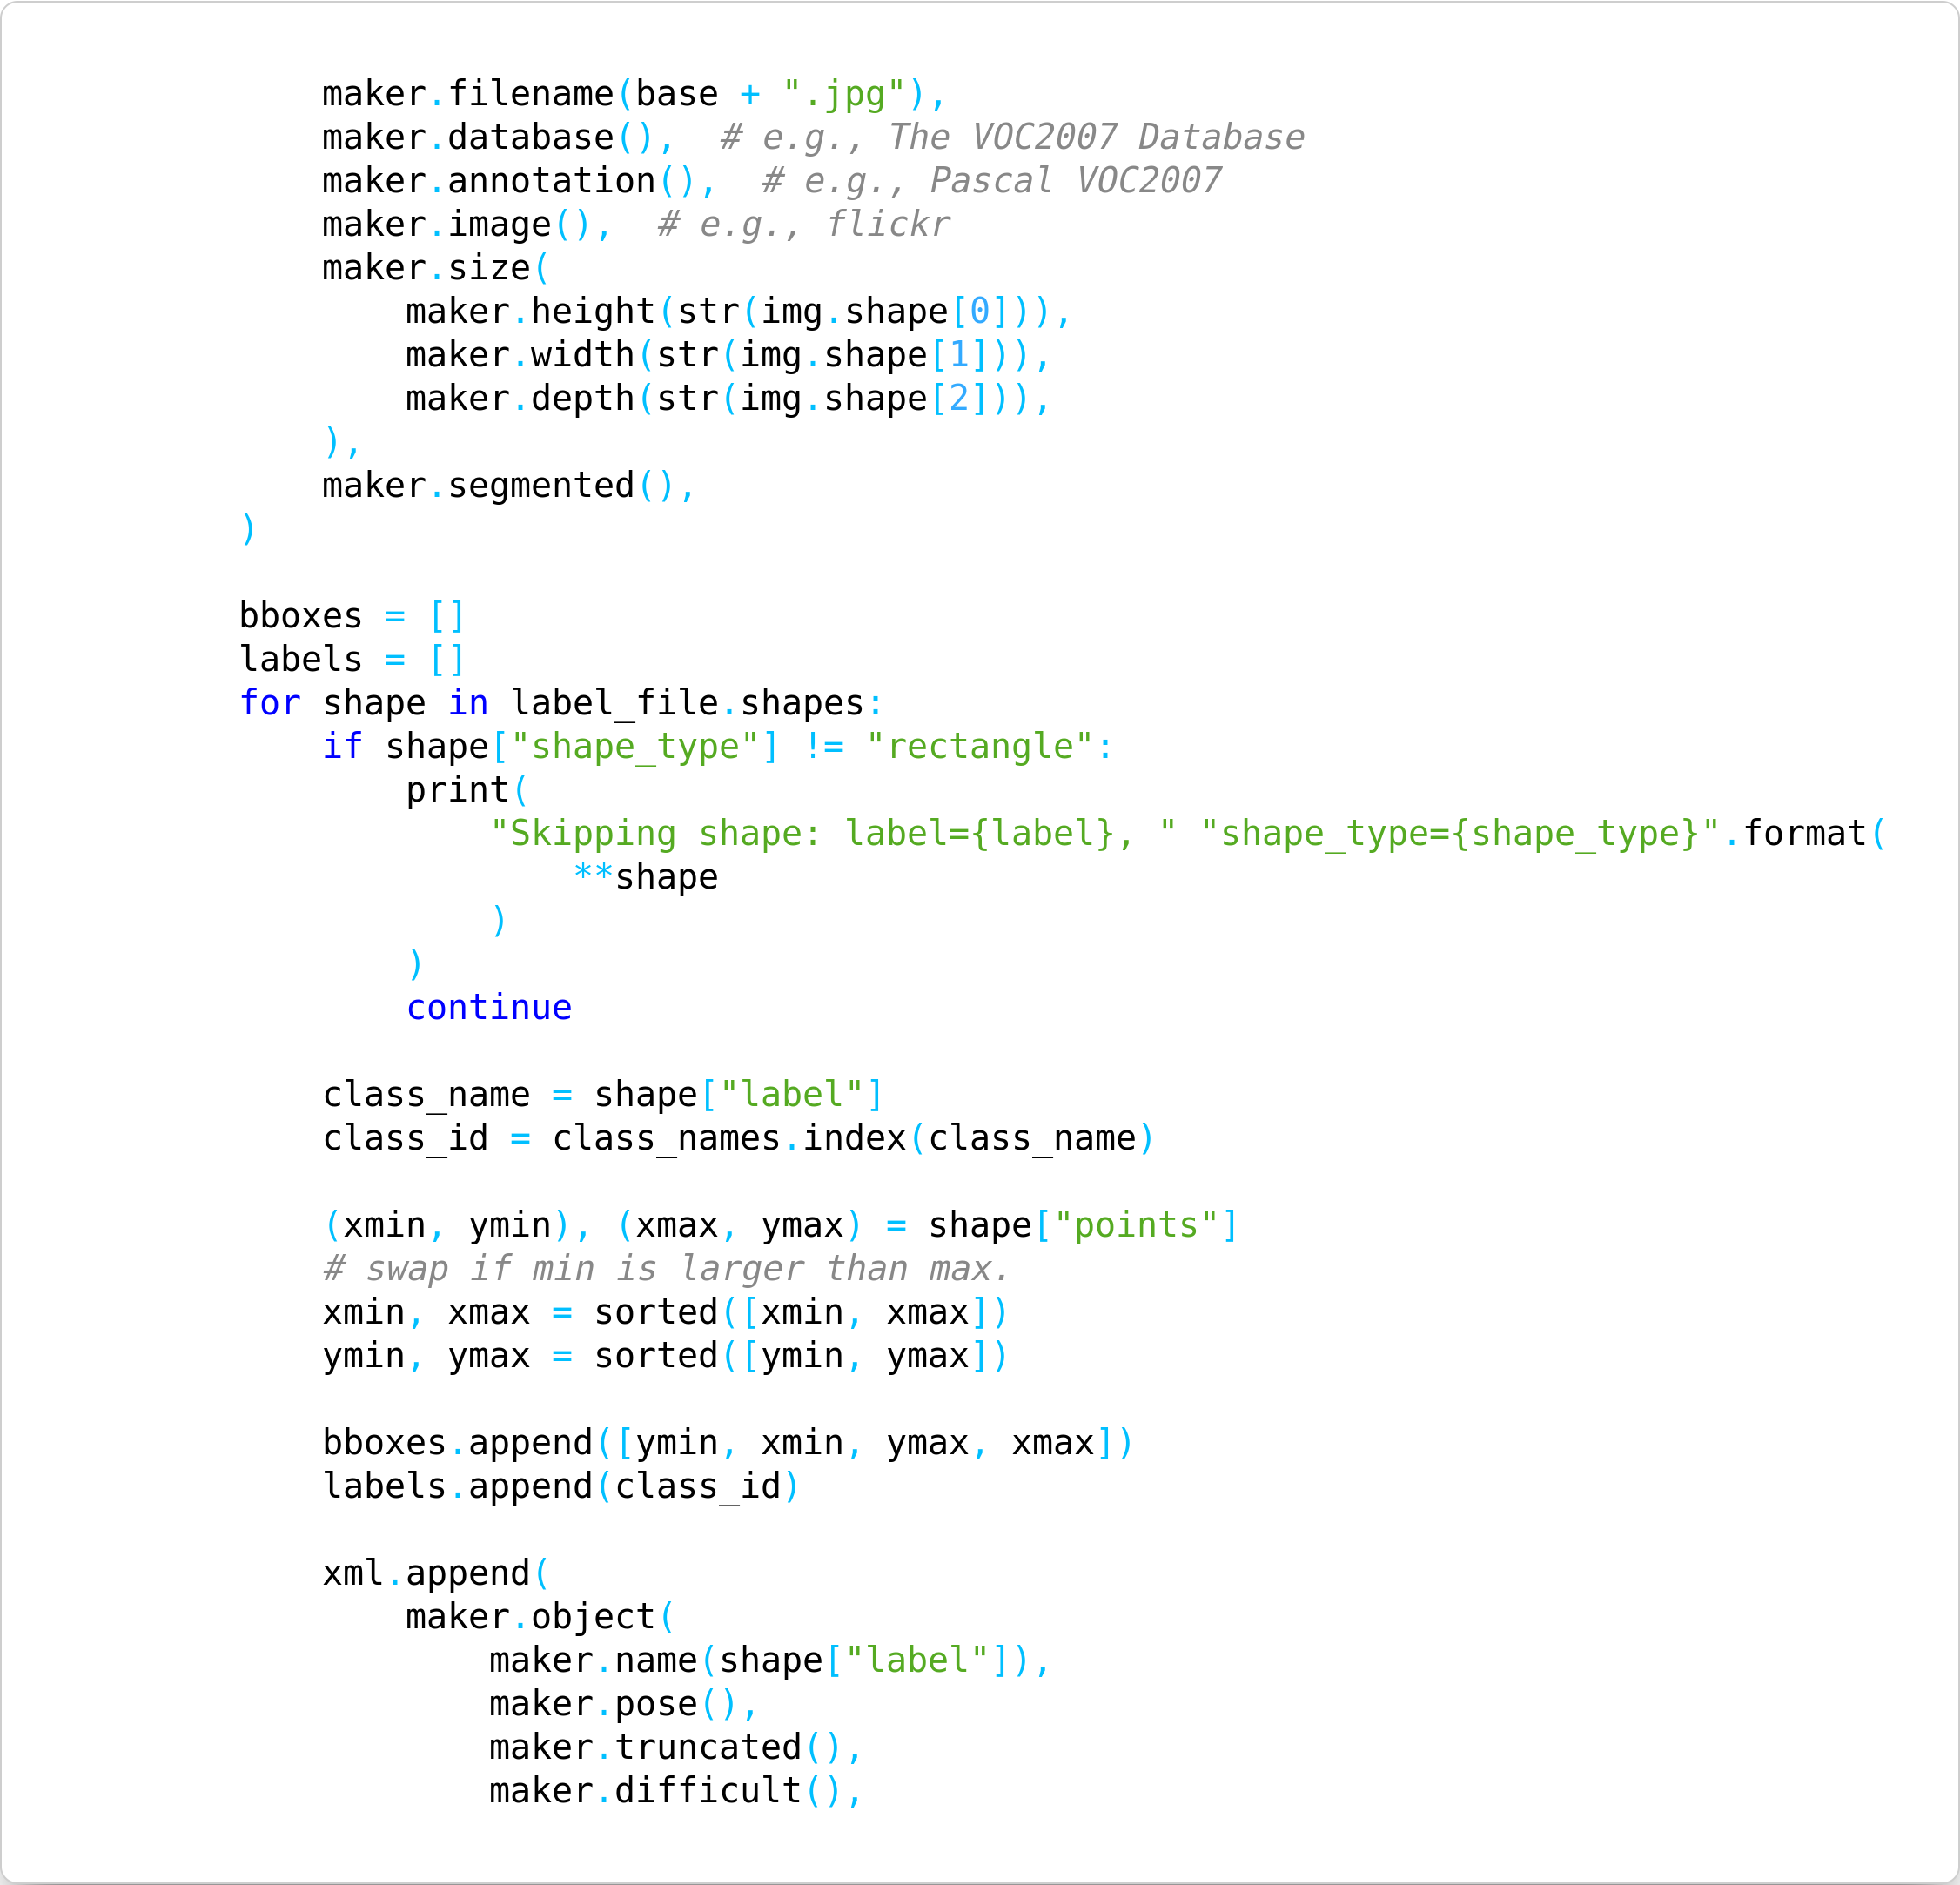 maker.filename(base + ".jpg"),
            maker.database(),  # e.g., The VOC2007 Database
            maker.annotation(),  # e.g., Pascal VOC2007
            maker.image(),  # e.g., flickr
            maker.size(
                maker.height(str(img.shape[0])),
                maker.width(str(img.shape[1])),
                maker.depth(str(img.shape[2])),
            ),
            maker.segmented(),
        )

        bboxes = []
        labels = []
        for shape in label_file.shapes:
            if shape["shape_type"] != "rectangle":
                print(
                    "Skipping shape: label={label}, " "shape_type={shape_type}".format(
                        **shape
                    )
                )
                continue

            class_name = shape["label"]
            class_id = class_names.index(class_name)

            (xmin, ymin), (xmax, ymax) = shape["points"]
            # swap if min is larger than max.
            xmin, xmax = sorted([xmin, xmax])
            ymin, ymax = sorted([ymin, ymax])

            bboxes.append([ymin, xmin, ymax, xmax])
            labels.append(class_id)

            xml.append(
                maker.object(
                    maker.name(shape["label"]),
                    maker.pose(),
                    maker.truncated(),
                    maker.difficult(),